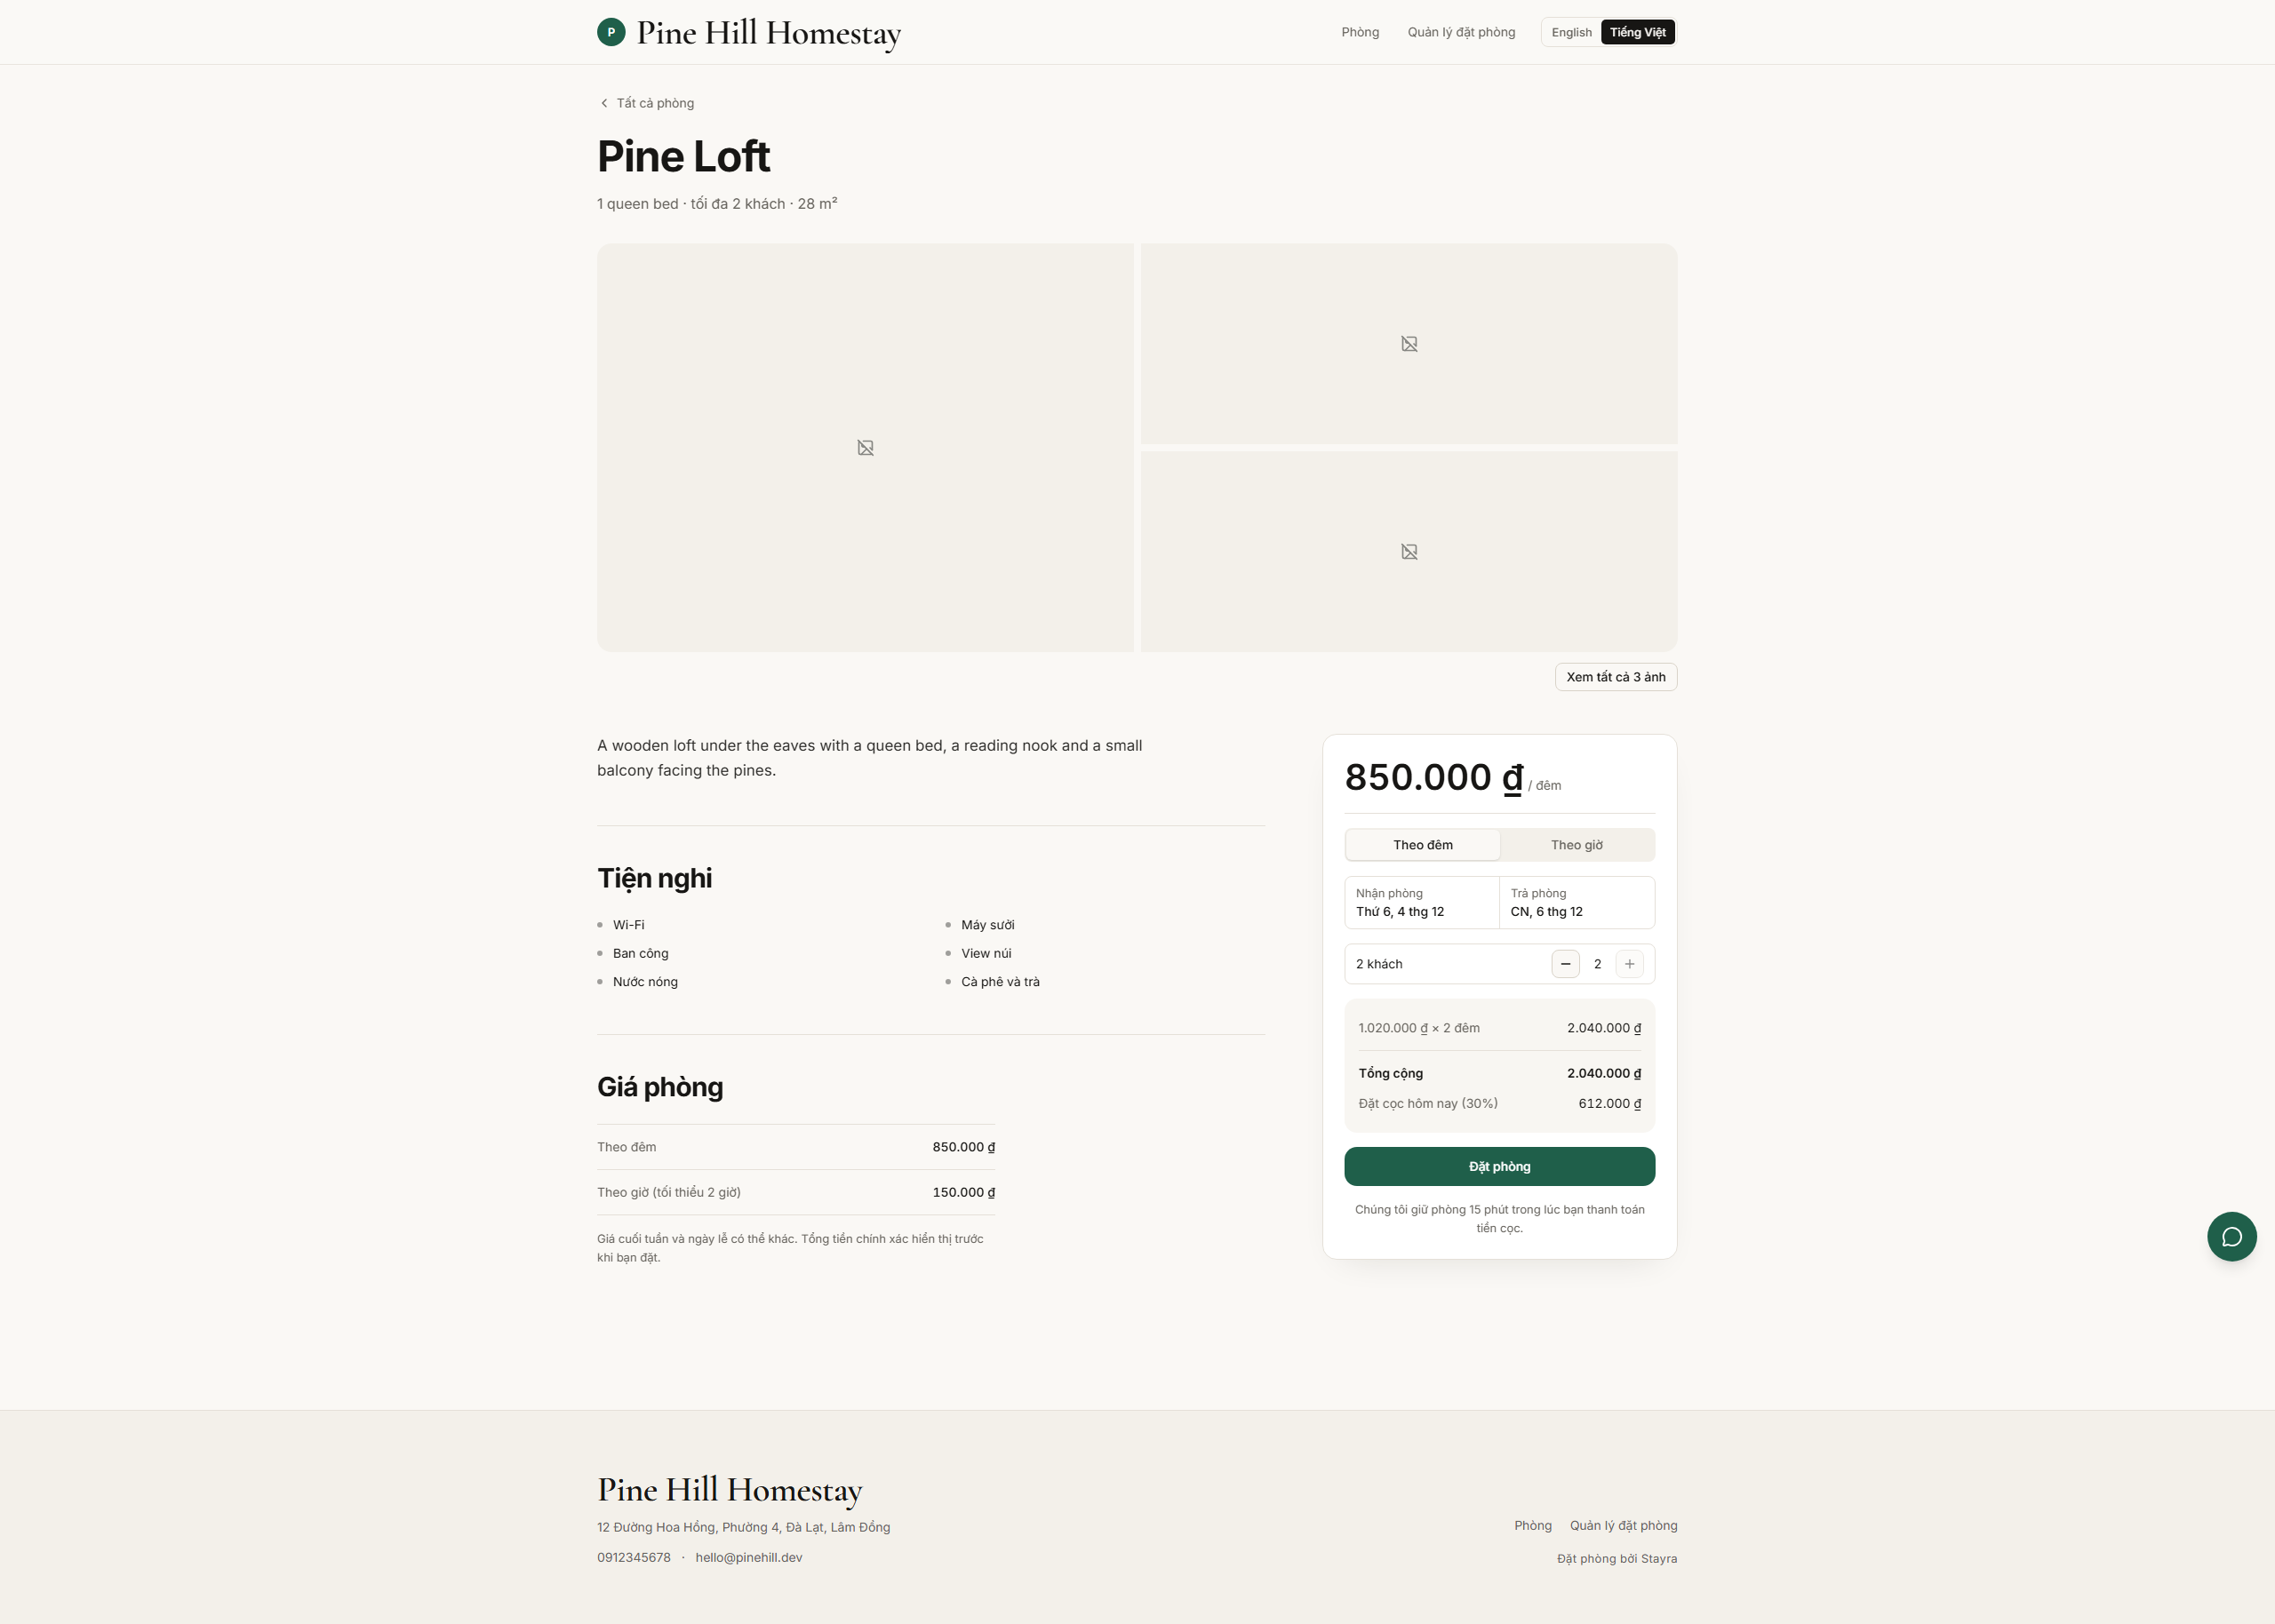 P Pine Hill Homestay
Phòng Quản lý đặt phòng English Tiếng Việt
Tất cả phòng
Pine Loft
1 queen bed · tối đa 2 khách · 28 m²
Xem tất cả 3 ảnh
A wooden loft under the eaves with a queen bed, a reading nook and a small
balcony facing the pines.
Tiện nghi
Wi-Fi
Máy sưởi
Ban công
View núi
Nước nóng
Cà phê và trà
Giá phòng
Theo đêm 850.000 ₫
Theo giờ (tối thiểu 2 giờ) 150.000 ₫
Giá cuối tuần và ngày lễ có thể khác. Tổng tiền chính xác hiển thị trước
khi bạn đặt.
850.000 ₫ / đêm
Theo đêm Theo giờ
Nhận phòng
Thứ 6, 4 thg 12
Trả phòng
CN, 6 thg 12
2 khách 2
1.020.000 ₫ × 2 đêm 2.040.000 ₫
Tổng cộng 2.040.000 ₫
Đặt cọc hôm nay (30%) 612.000 ₫
Đặt phòng
Chúng tôi giữ phòng 15 phút trong lúc bạn thanh toán
tiền cọc.
Pine Hill Homestay
12 Đường Hoa Hồng, Phường 4, Đà Lạt, Lâm Đồng
0912345678 · hello@pinehill.dev
Phòng Quản lý đặt phòng
Đặt phòng bởi Stayra